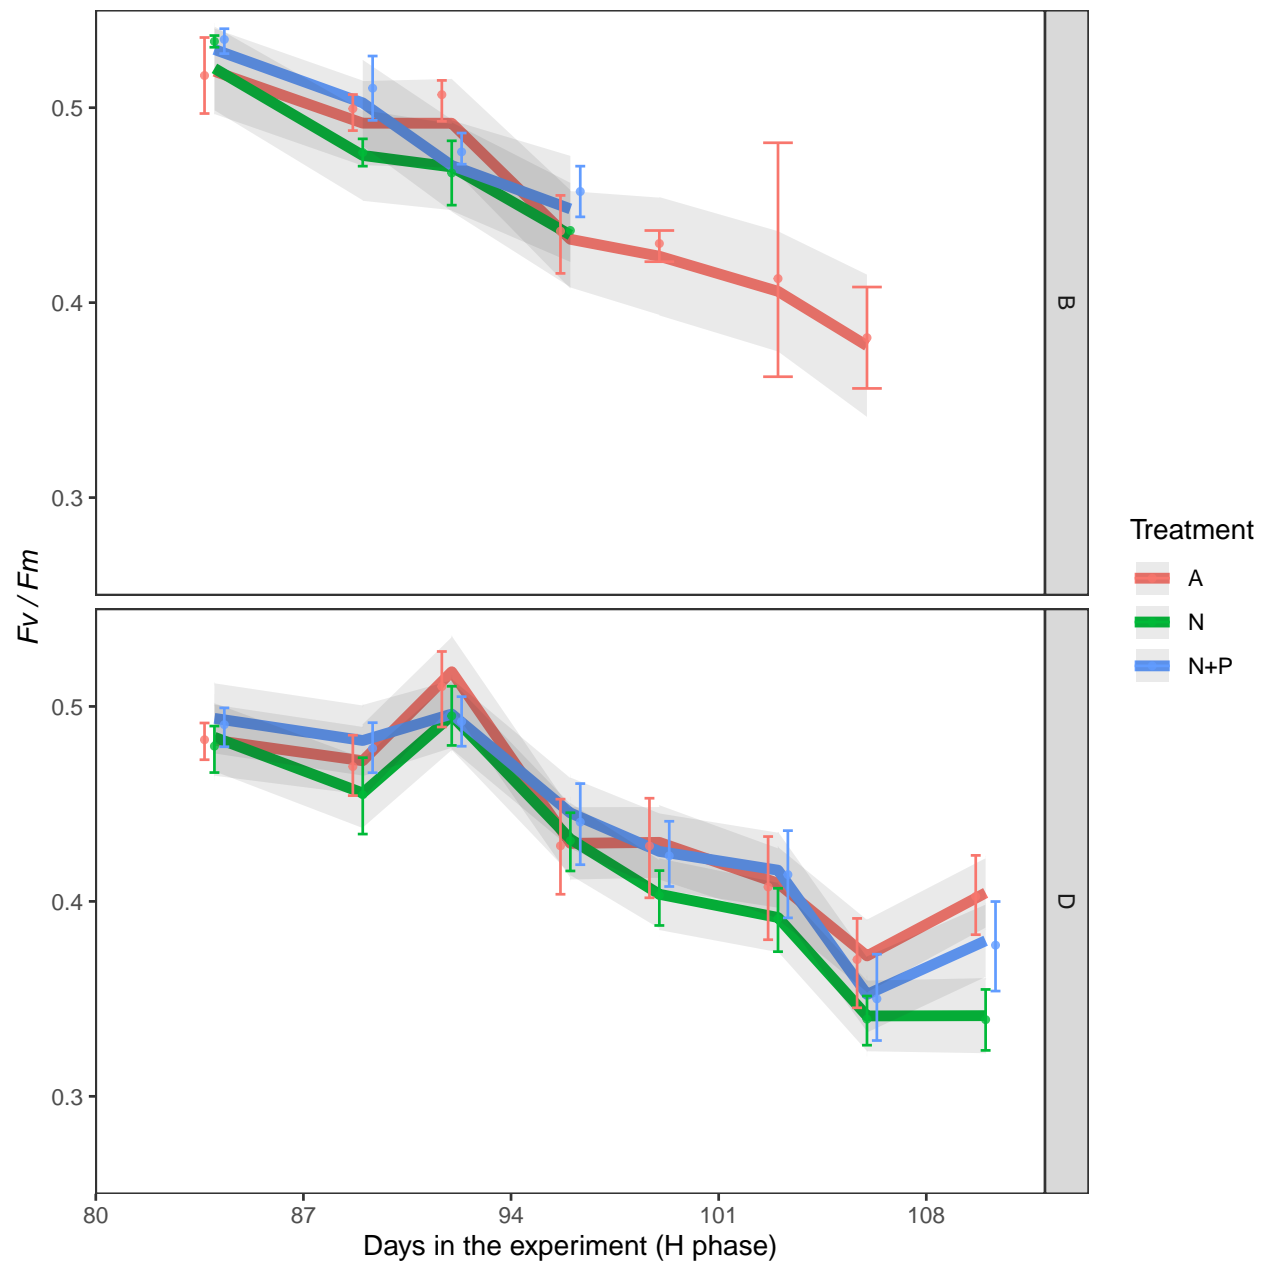 0.5
0.4
0.3
B
Fv / Fm
0.5
0.4
0.3
D
80 87 94 101 108
Days in the experiment (H phase)
Treatment
A
N
N+P